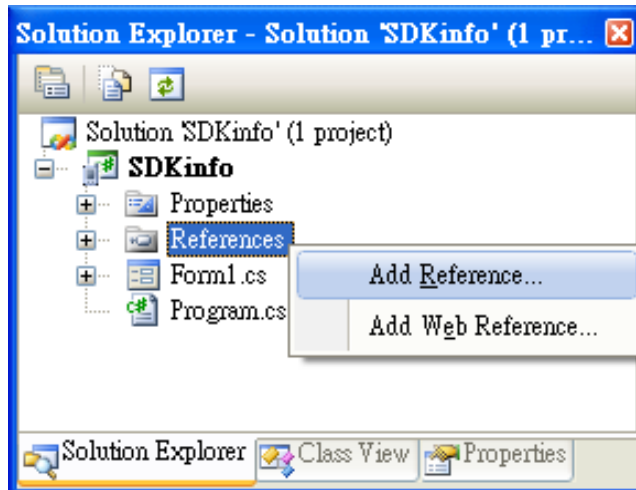 Solution Explorer - Solution 'SDKinfo' (1 pr...
Solution 'SDKinfo' (1 project)
SDKinfo
Properties
References
Form1.cs
Program.cs
Add Reference...
Add Web Reference...
Solution Explorer
Class View
Properties